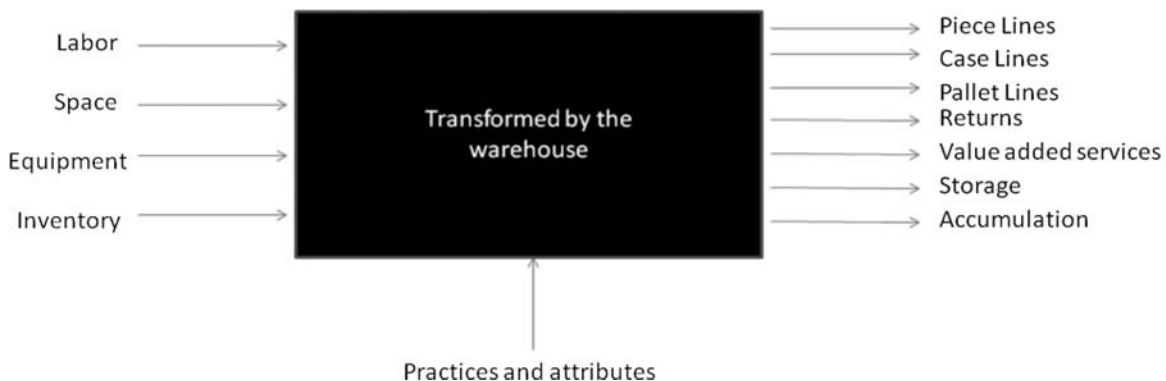 Labor
Space
Equipment
Inventory
Transformed by the
warehouse
Piece Lines
Case Lines
Pallet Lines
Returns
Value added services
Storage
Accumulation
Practices and attributes